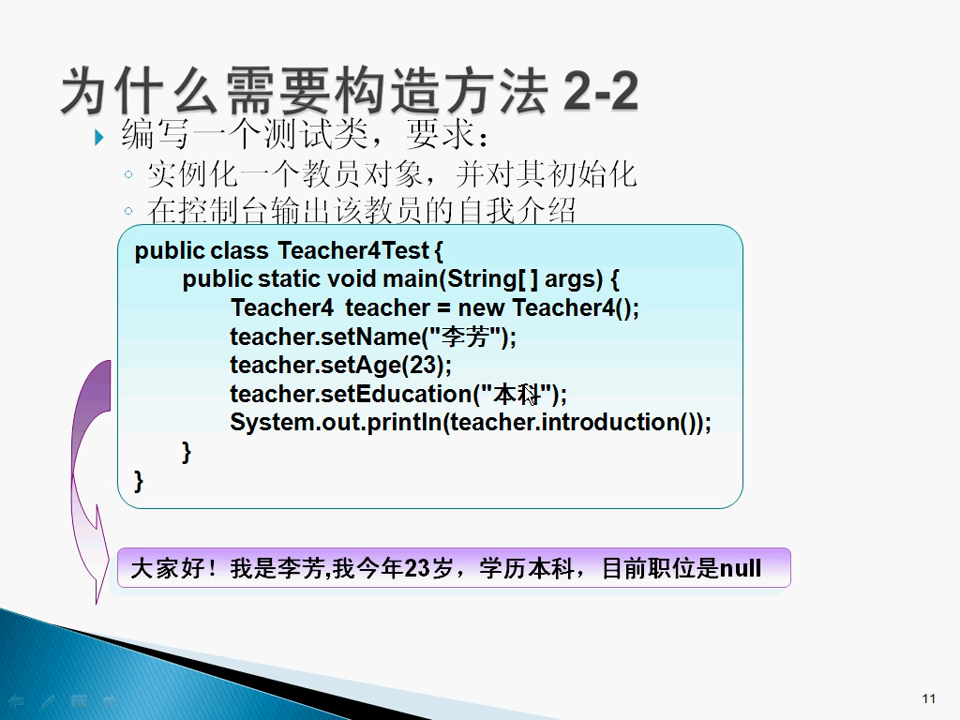 为什么需要构造方法 2-2
编写一个测试类，要求：
实例化一个教员对象，并对其初始化
在控制台输出该教员的自我介绍
public class Teacher4Test {
public static void main(String[ ] args) {
Teacher4 teacher = new Teacher4();
teacher.setName("李芳");
teacher.setAge(23);
teacher.setEducation("本科");
System.out.println(teacher.introduction());
}
}
大家好！我是李芳,我今年23岁，学历本科，目前职位是null
11